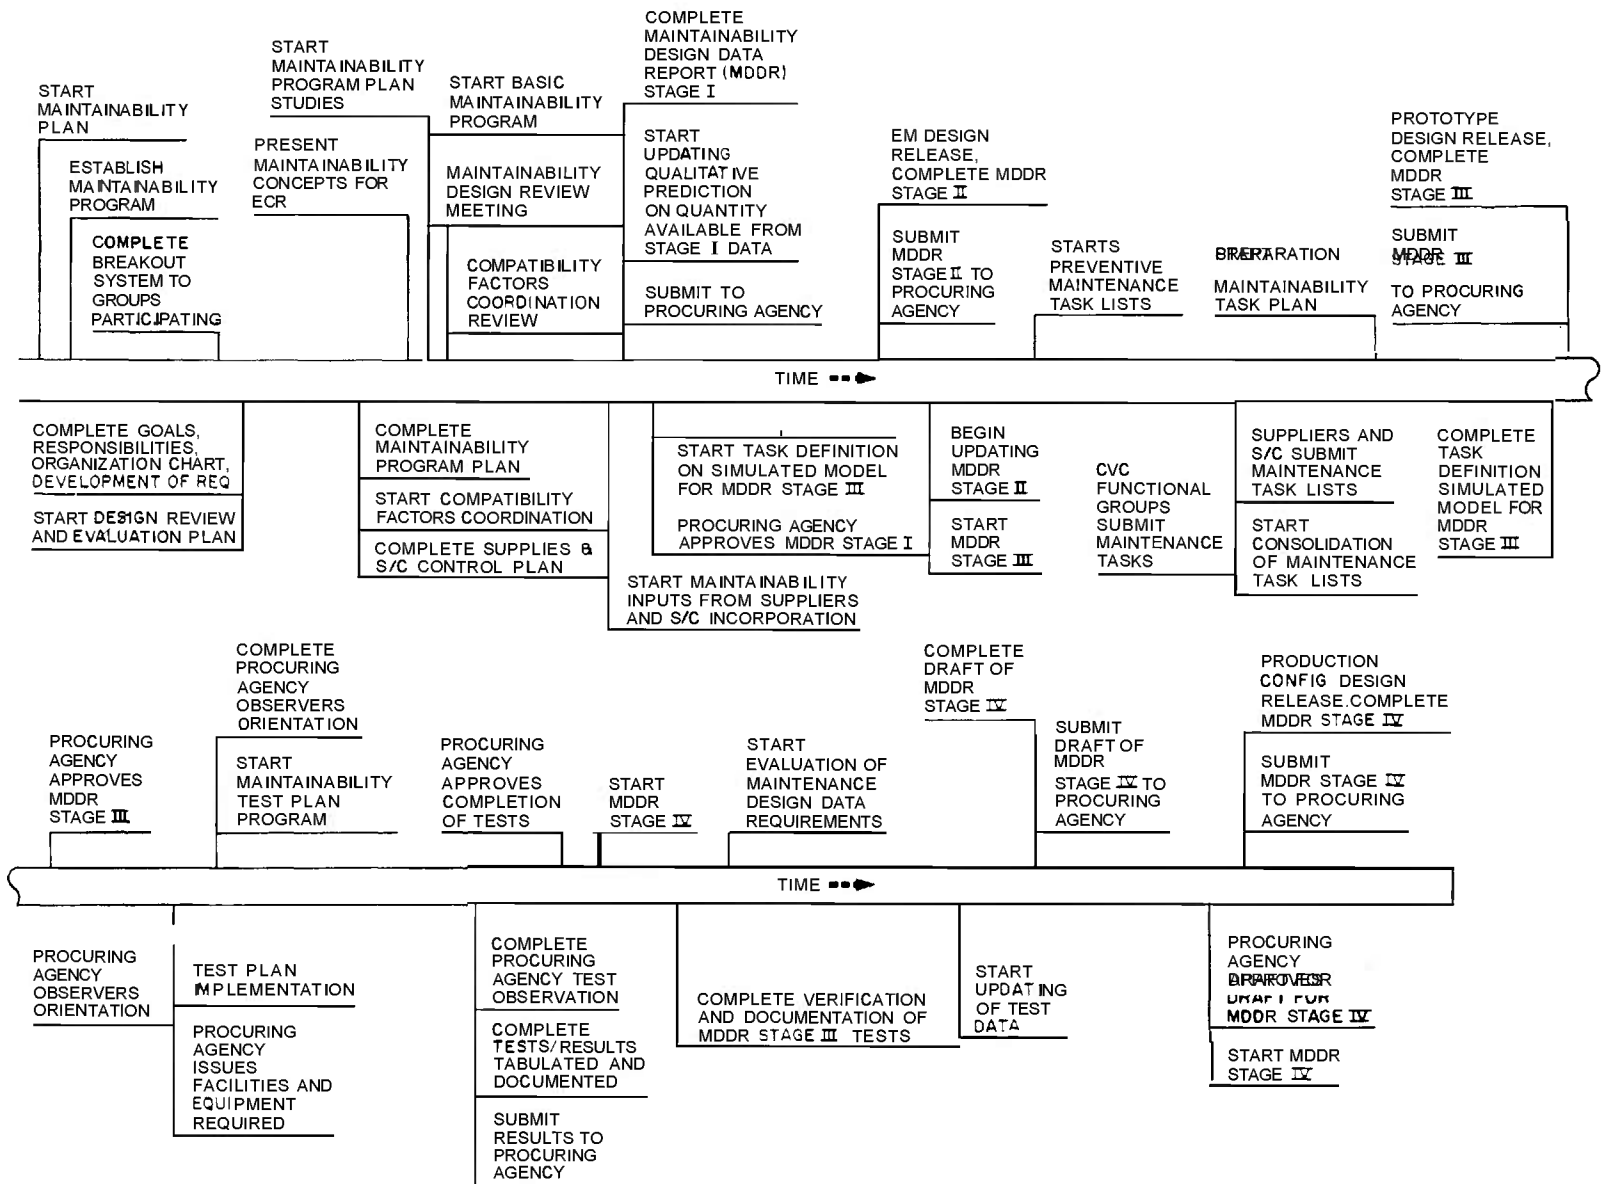 START
MAINTAINABILITY
PLAN
ESTABLISH
MAINTAINABILITY
PROGRAM
COMPLETE
BREAKOUT
SYSTEM TO
GROUPS
PARTICIPATING
START
MAINTAINABILITY
PROGRAM PLAN
STUDIES
PRESENT
MAINTAINABILITY
CONCEPTS FOR
ECR
START BASIC
MAINTAINABILITY
PROGRAM
MAINTAINABILITY
DESIGN REVIEW
MEETING
COMPATIBILITY
FACTORS
COORDINATION
REVIEW
COMPLETE
MAINTAINABILITY
DESIGN DATA
REPORT (MDDR)
STAGE I
START
UPDATING
QUALITATIVE
PREDICTION
ON QUANTITY
AVAILABLE FROM
STAGE I DATA
SUBMIT TO
PROCURING AGENCY
EM DESIGN
RELEASE,
COMPLETE MDDR
STAGE II
SUBMIT
MDDR
STAGE II TO
PROCURING
AGENCY
STARTS
PREVENTIVE
MAINTENANCE
TASK LISTS
PREPARATION
MAINTAINABILITY
TASK PLAN
PROTOTYPE
DESIGN RELEASE,
COMPLETE
MDDR
STAGE III
SUBMIT
MDDR
STAGE III
TO PROCURING
AGENCY
TIME
COMPLETE GOALS,
RESPONSIBILITIES,
ORGANIZATION CHART,
DEVELOPMENT OF REQ
START DESIGN REVIEW
AND EVALUATION PLAN
COMPLETE
MAINTAINABILITY
PROGRAM PLAN
START COMPATIBILITY
FACTORS COORDINATION
COMPLETE SUPPLIES &
S/C CONTROL PLAN
START MAINTAINABILITY
INPUTS FROM SUPPLIERS
AND S/C INCORPORATION
START TASK DEFINITION
ON SIMULATED MODEL
FOR MDDR STAGE III
PROCURING AGENCY
APPROVES MDDR STAGE I
BEGIN
UPDATING
MDDR
STAGE II
START
MDDR
STAGE III
CVC
FUNCTIONAL
GROUPS
SUBMIT
MAINTENANCE
TASKS
SUPPLIERS AND
S/C SUBMIT
MAINTENANCE
TASK LISTS
START
CONSOLIDATION
OF MAINTENANCE
TASK LISTS
COMPLETE
TASK
DEFINITION
SIMULATED
MODEL FOR
MDDR
STAGE III
PROCURING
AGENCY
APPROVES
MDDR
STAGE III
COMPLETE
PROCURING
AGENCY
OBSERVERS
ORIENTATION
START
MAINTAINABILITY
TEST PLAN
PROGRAM
PROCURING
AGENCY
APPROVES
COMPLETION
OF TESTS
START
MDDR
STAGE IV
START
EVALUATION OF
MAINTENANCE
DESIGN DATA
REQUIREMENTS
COMPLETE
DRAFT OF
MDDR
STAGE IV
SUBMIT
DRAFT OF
MDDR
STAGE IV TO
PROCURING
AGENCY
PRODUCTION
CONFIG DESIGN
RELEASE.COMPLETE
MDDR STAGE IV
SUBMIT
MDDR STAGE IV
TO PROCURING
AGENCY
TIME
PROCURING
AGENCY
OBSERVERS
ORIENTATION
TEST PLAN
IMPLEMENTATION
PROCURING
AGENCY
ISSUES
FACILITIES AND
EQUIPMENT
REQUIRED
COMPLETE
PROCURING
AGENCY TEST
OBSERVATION
COMPLETE
TESTS/RESULTS
TABULATED AND
DOCUMENTED
SUBMIT
RESULTS TO
PROCURING
AGENCY
COMPLETE VERIFICATION
AND DOCUMENTATION OF
MDDR STAGE III TESTS
START
UPDATING
OF TEST
DATA
PROCURING
AGENCY
DRAFT FOR
MDDR STAGE IV
START MDDR
STAGE IV